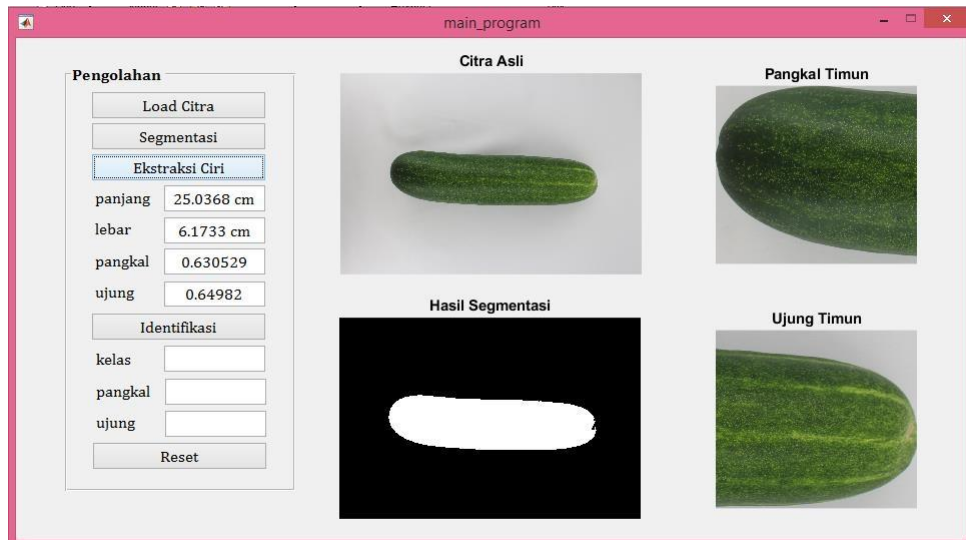 main_program
Pengolahan
Load Citra
Segmentasi
Ekstraksi Ciri
panjang 25.0368 cm
lebar 6.1733 cm
pangkal 0.630529
ujung 0.64982
Identifikasi
kelas
pangkal
ujung
Reset
Citra Asli
Hasil Segmentasi
Pangkal Timun
Ujung Timun